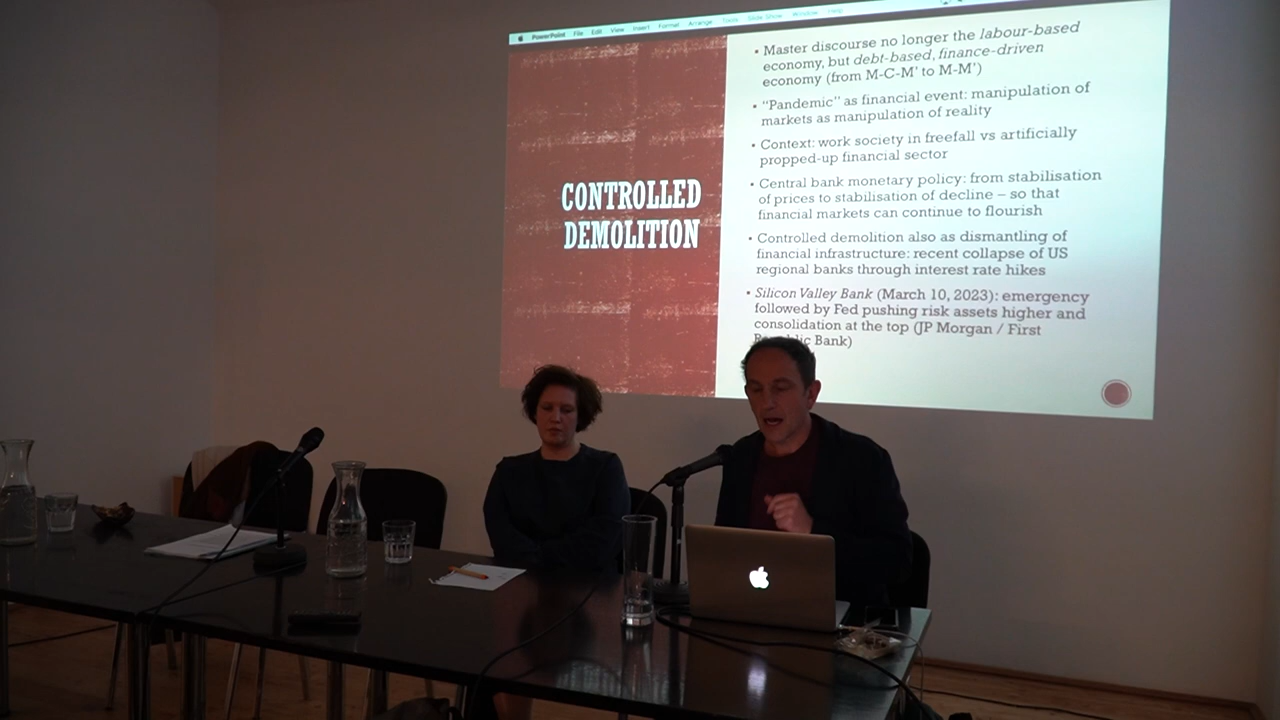 PowerPoint File Edit View Insert Format Arrange Tools Slide Show Window Help
CONTROLLED
DEMOLITION
• Master discourse no longer the labour-based
economy, but debt-based, finance-driven
economy (from M-C-M' to M-M')
• “Pandemic” as financial event: manipulation of
markets as manipulation of reality
• Context: work society in freefall vs artificially
propped-up financial sector
• Central bank monetary policy: from stabilisation
of prices to stabilisation of decline – so that
financial markets can continue to flourish
• Controlled demolition also as dismantling of
financial infrastructure: recent collapse of US
regional banks through interest rate hikes
• Silicon Valley Bank (March 10, 2023): emergency
followed by Fed pushing risk assets higher and
consolidation at the top (JP Morgan / First
Republic Bank)